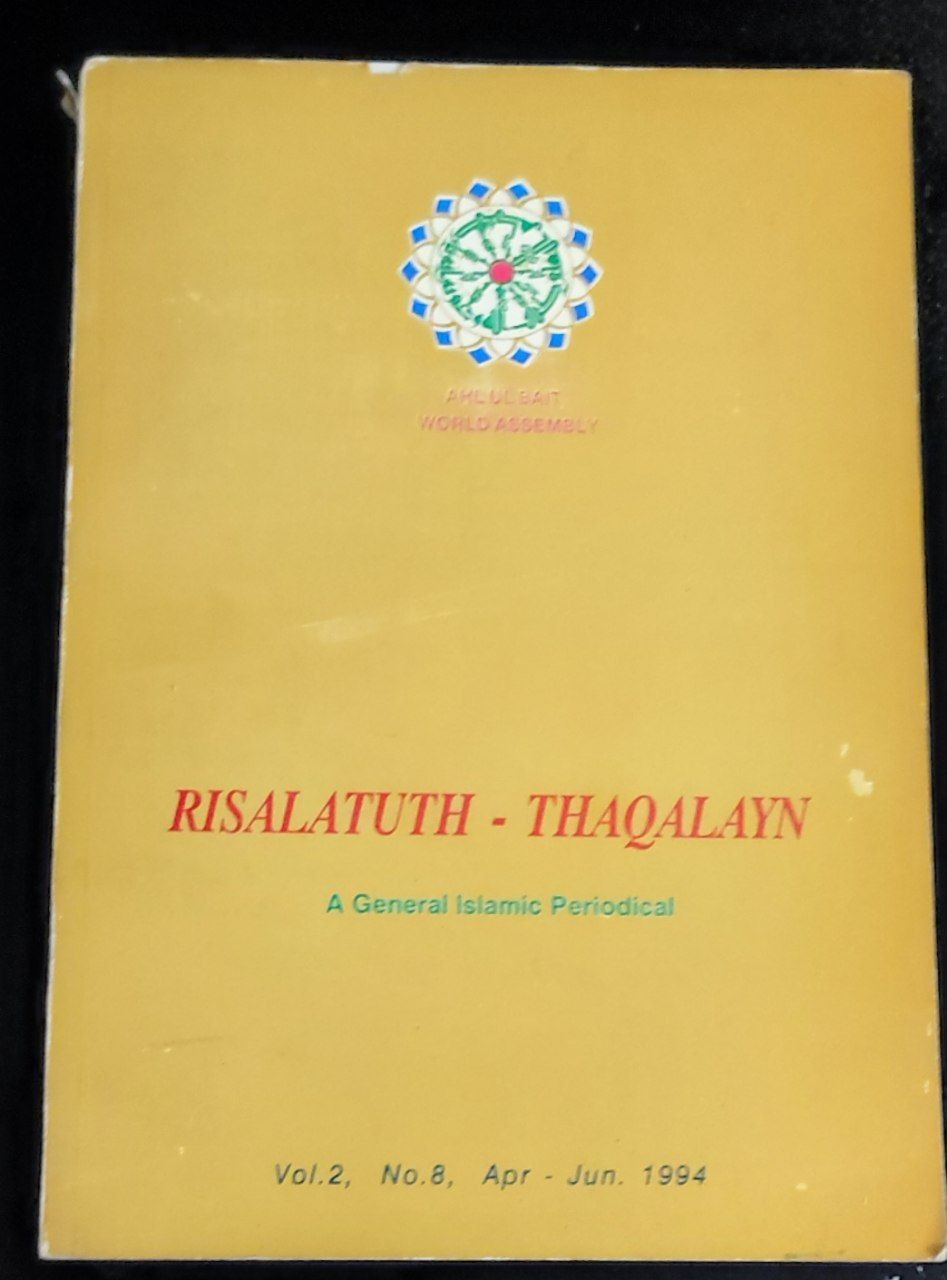 AHL UL BAIT
WORLD ASSEMBLY
RISALATUTH - THAQALAYN
A General Islamic Periodical
Vol.2, No.8, Apr - Jun. 1994